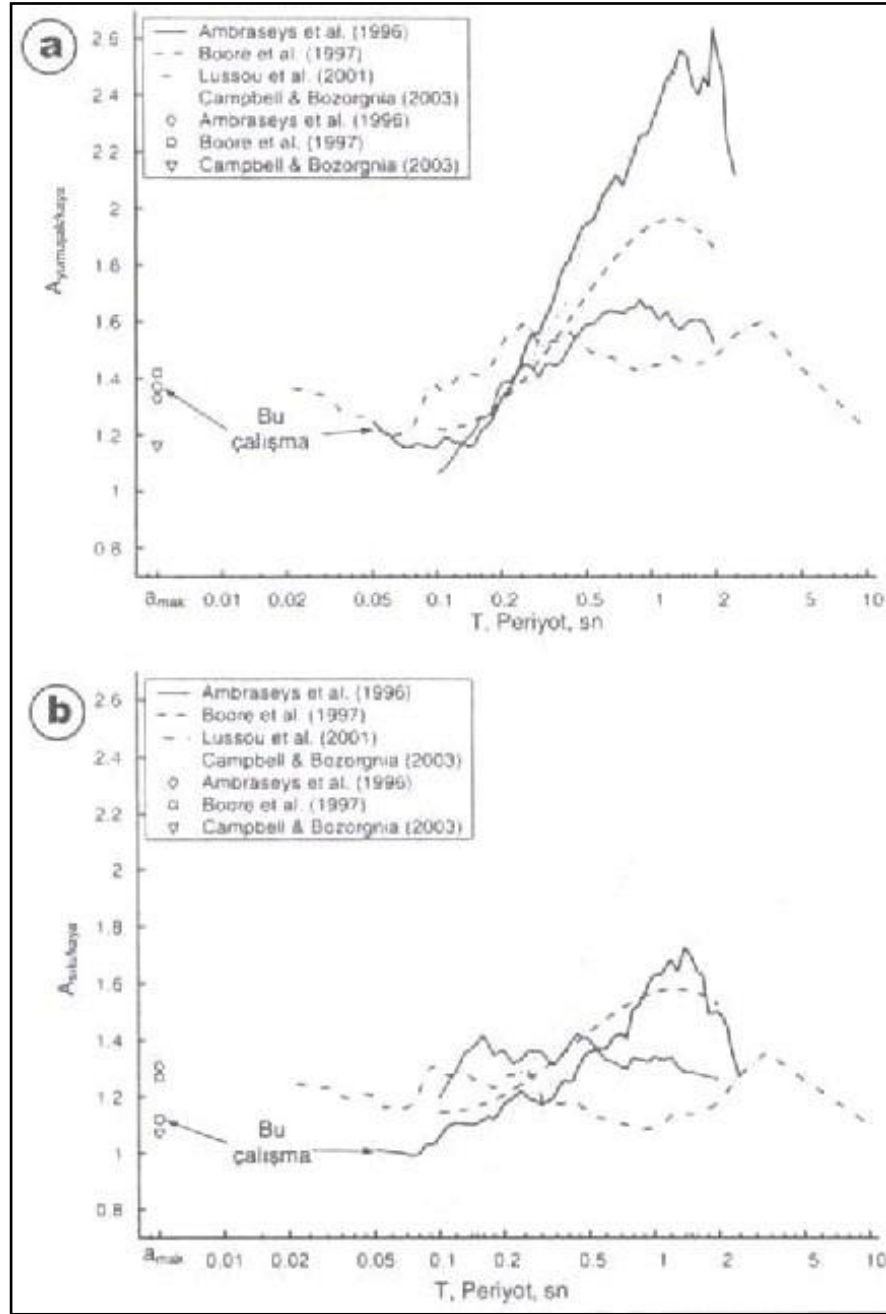 a
Ambraseys et al. (1996)
Boore et al. (1997)
Lussou et al. (2001)
Campbell & Bozorgnia (2003)
Ambraseys et al. (1996)
Boore et al. (1997)
Campbell & Bozorgnia (2003)
2.6
2.4
2.2
2
1.8
1.6
1.4
1.2
1
0.8
Ayumuşak/kaya
Bu
çalışma
amak 0.01 0.02 0.05 0.1 0.2 0.5 1 2 5 10
T, Periyot, sn
b
Ambraseys et al. (1996)
Boore et al. (1997)
Lussou et al. (2001)
Campbell & Bozorgnia (2003)
Ambraseys et al. (1996)
Boore et al. (1997)
Campbell & Bozorgnia (2003)
2.6
2.4
2.2
2
1.8
1.6
1.4
1.2
1
0.8
Asıkı/kaya
Bu
çalışma
amak 0.01 0.02 0.05 0.1 0.2 0.5 1 2 5 10
T, Periyot, sn